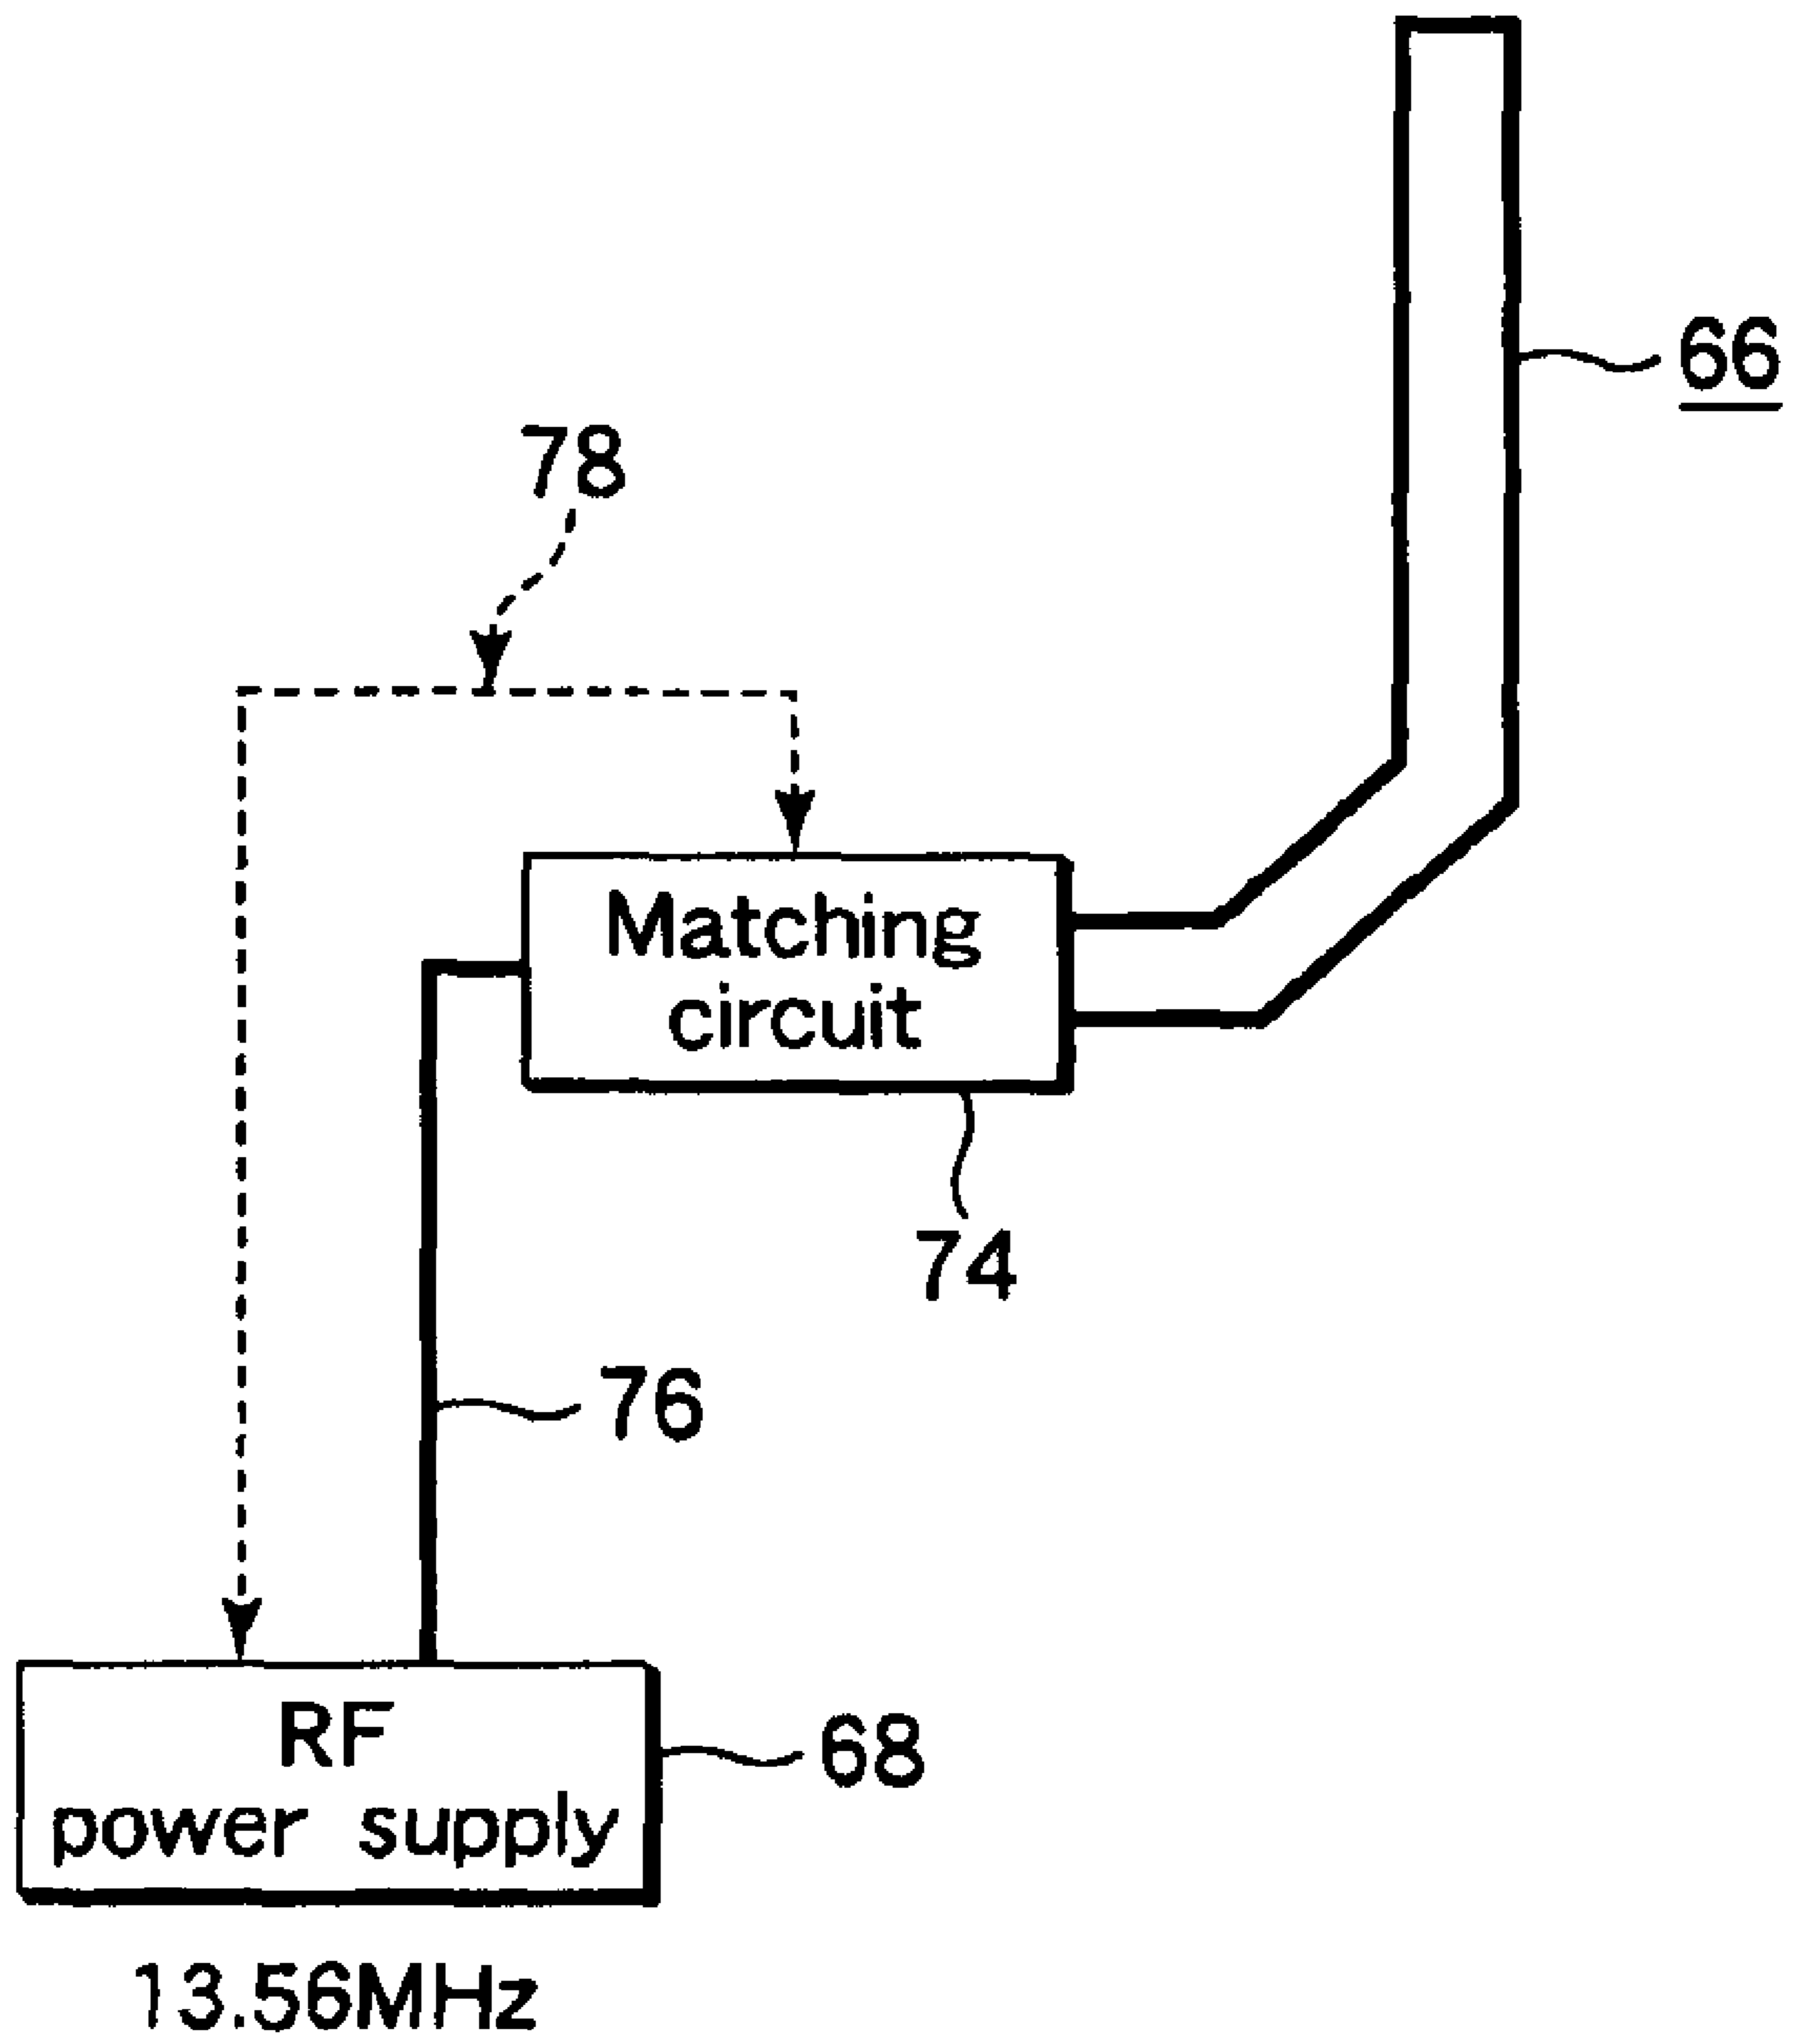 66
78
Matching
circuit
74
76
RF
power supply
68
13.56MHz